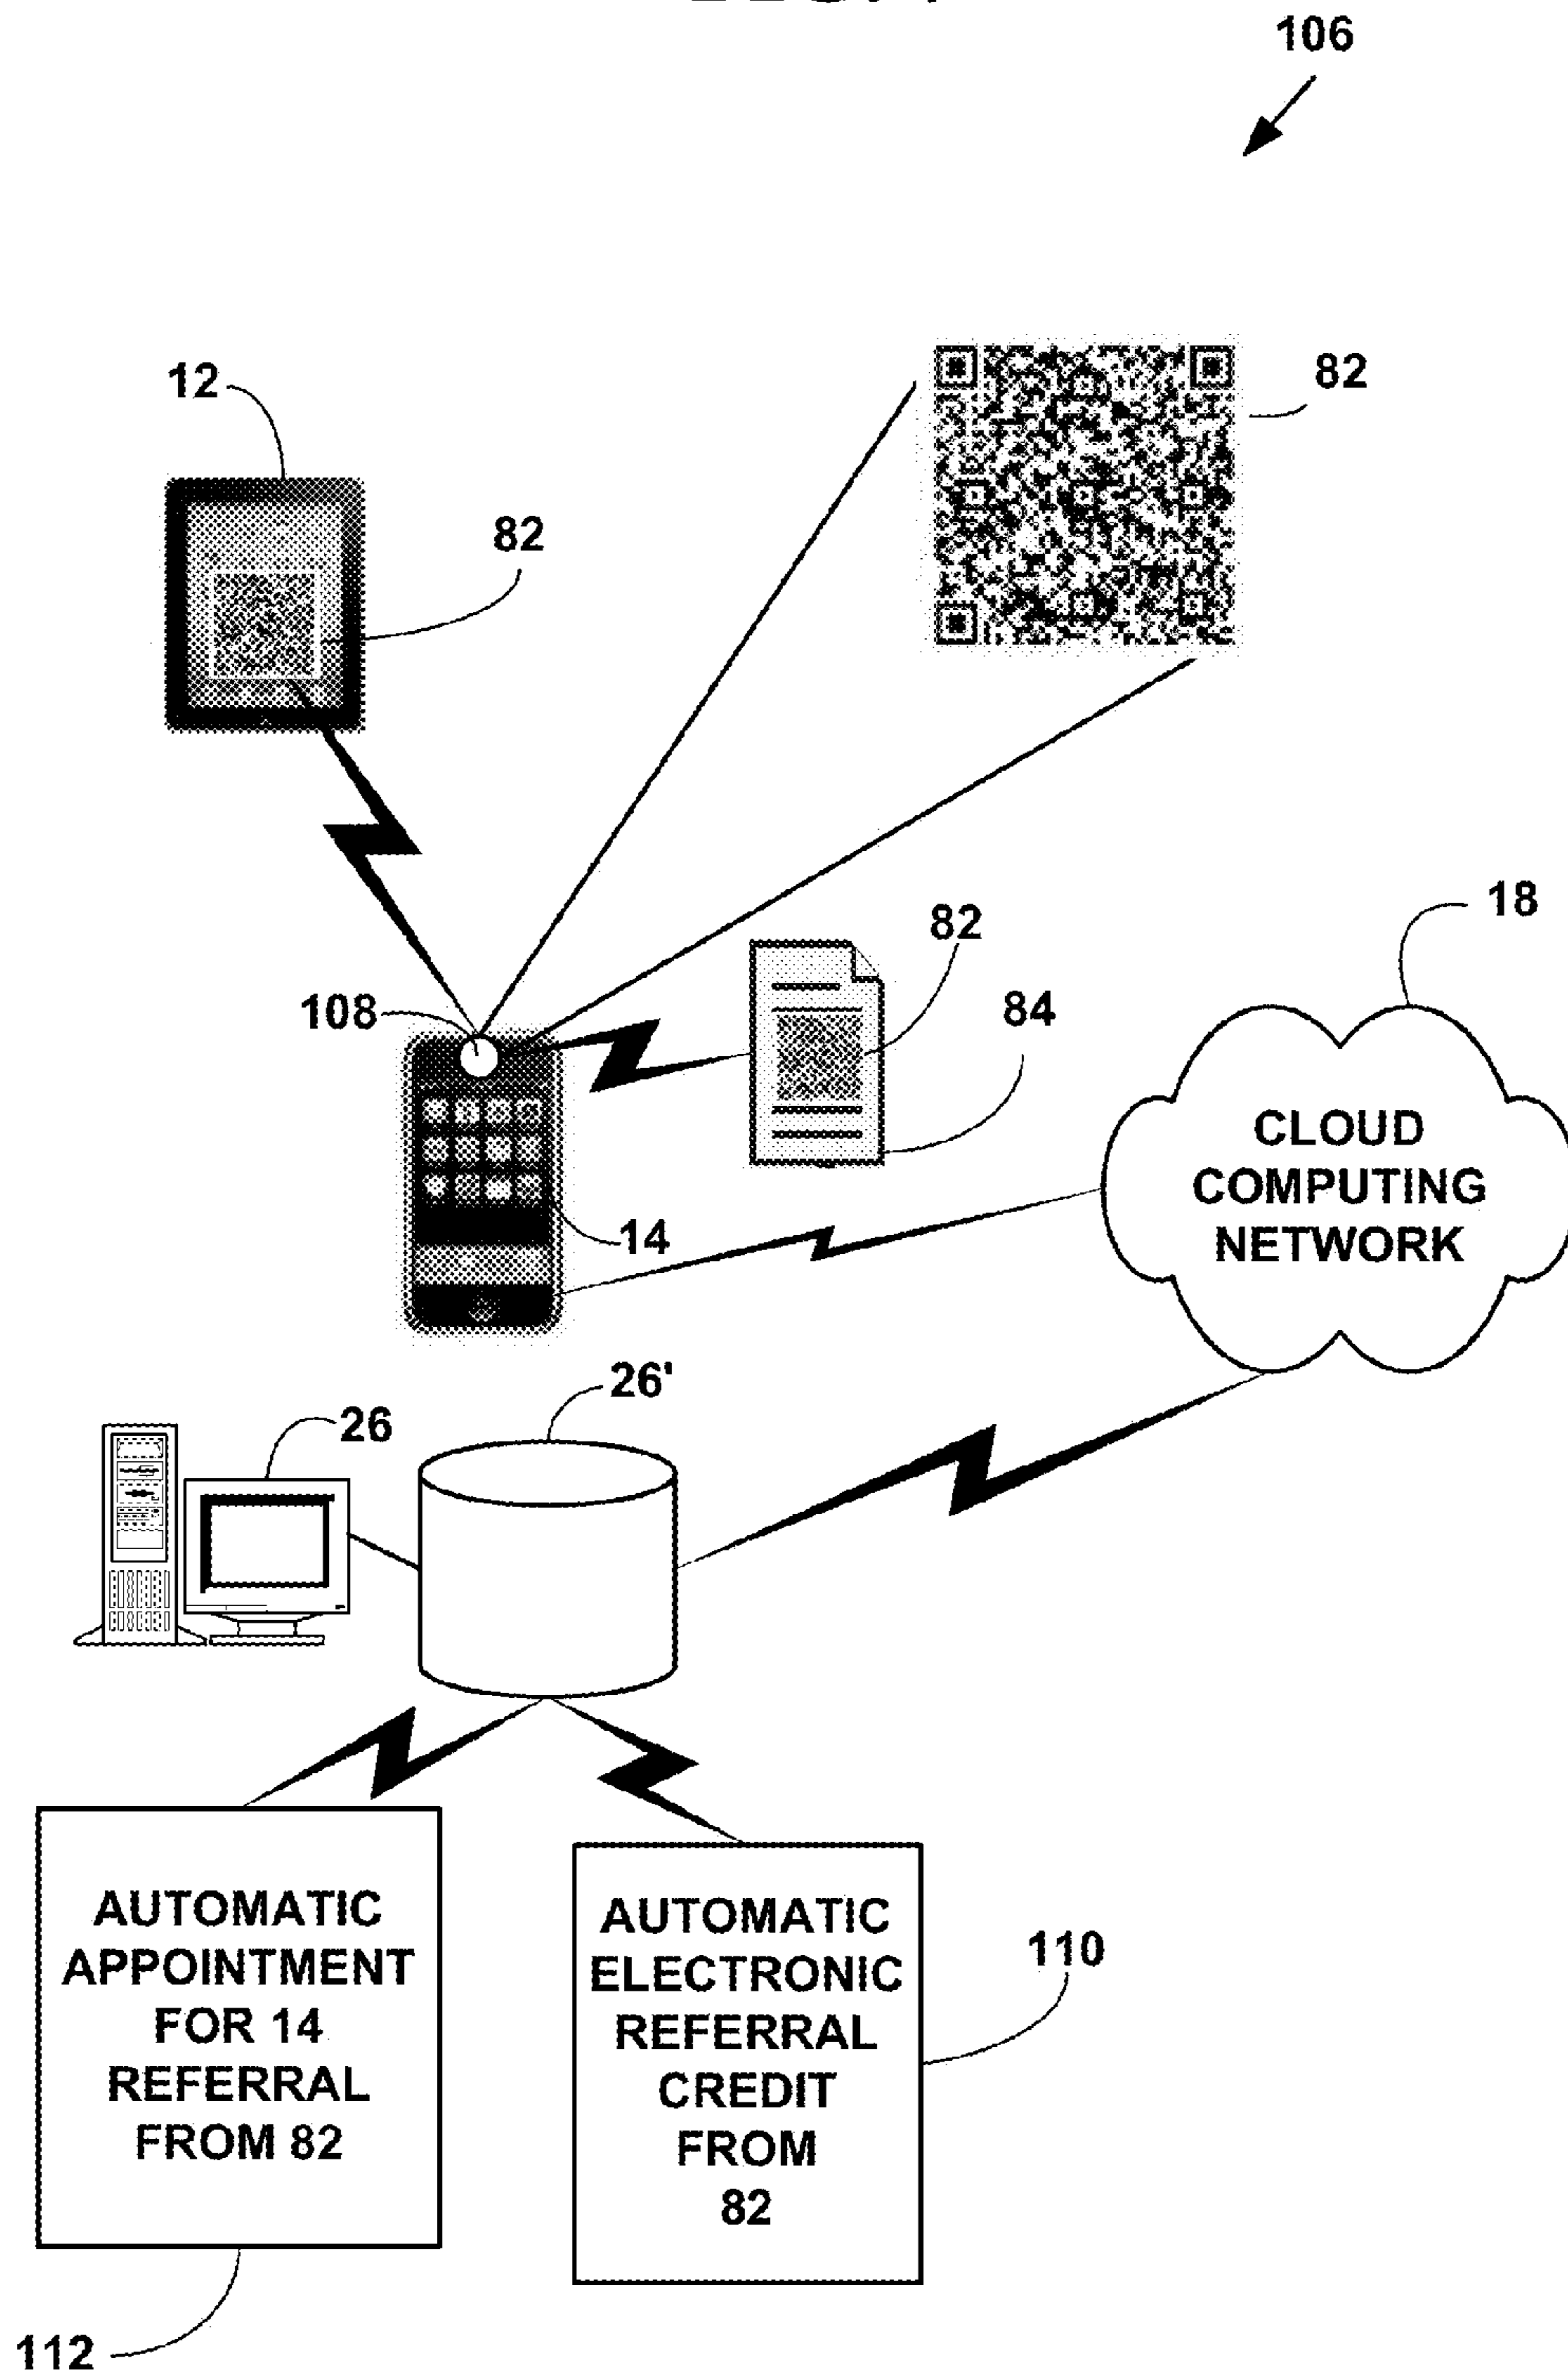 106
12
82
82
18
82
108
84
CLOUD
COMPUTING
NETWORK
14
26'
26
AUTOMATIC
APPOINTMENT
FOR 14
REFERRAL
FROM 82
AUTOMATIC
ELECTRONIC
REFERRAL
CREDIT
FROM
82
110
112